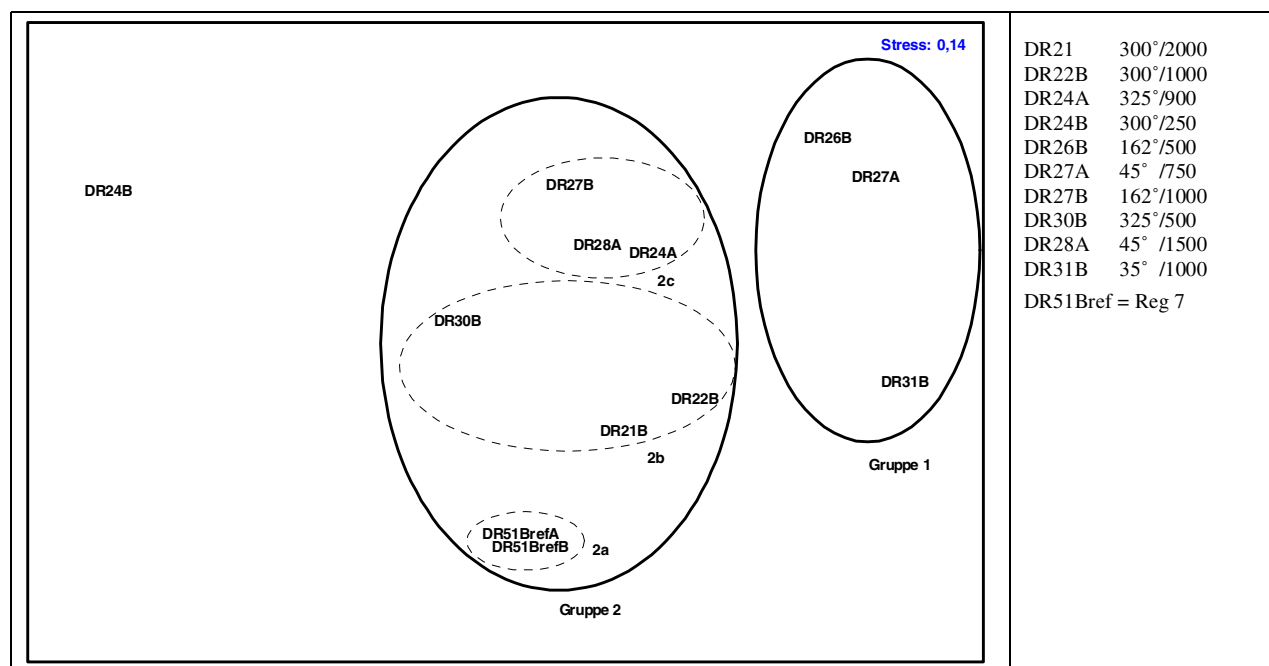 Stress: 0,14
DR26B
DR27A
DR27B
DR24B
DR28A
DR24A
2c
DR30B
DR31B
DR22B
DR21B
2b
Gruppe 1
DR51BrefA
DR51BrefB
2a
Gruppe 2
DR21 300°/2000
DR22B 300°/1000
DR24A 325°/900
DR24B 300°/250
DR26B 162°/500
DR27A 45° /750
DR27B 162°/1000
DR30B 325°/500
DR28A 45° /1500
DR31B 35° /1000
DR51Bref = Reg 7